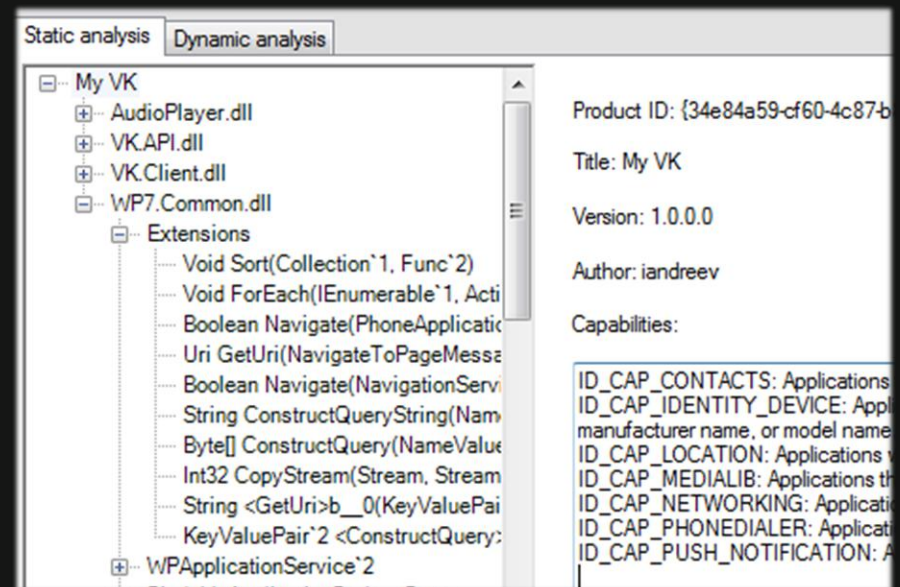 Static analysis
Dynamic analysis
My VK
AudioPlayer.dll
VK.API.dll
VK.Client.dll
WP7.Common.dll
Extensions
Void Sort(Collection`1, Func`2)
Void ForEach(IEnumerable`1, Acti
Boolean Navigate(PhoneApplicatic
Uri GetUri(NavigateToPageMessa
Boolean Navigate(NavigationServi
String ConstructQueryString(Nam
Byte[] ConstructQuery(NameValue
Int32 CopyStream(Stream, Stream
String <GetUri>b__0(KeyValuePai
KeyValuePair`2 <ConstructQuery>
WPApplicationService`2
Product ID: {34e84a59-cf60-4c87-b
Title: My VK
Version: 1.0.0.0
Author: iandreev
Capabilities:
ID_CAP_CONTACTS: Applications
ID_CAP_IDENTITY_DEVICE: Appl
manufacturer name, or model name
ID_CAP_LOCATION: Applications w
ID_CAP_MEDIALIB: Applications th
ID_CAP_NETWORKING: Applicatio
ID_CAP_PHONEDIALER: Applicati
ID_CAP_PUSH_NOTIFICATION: A